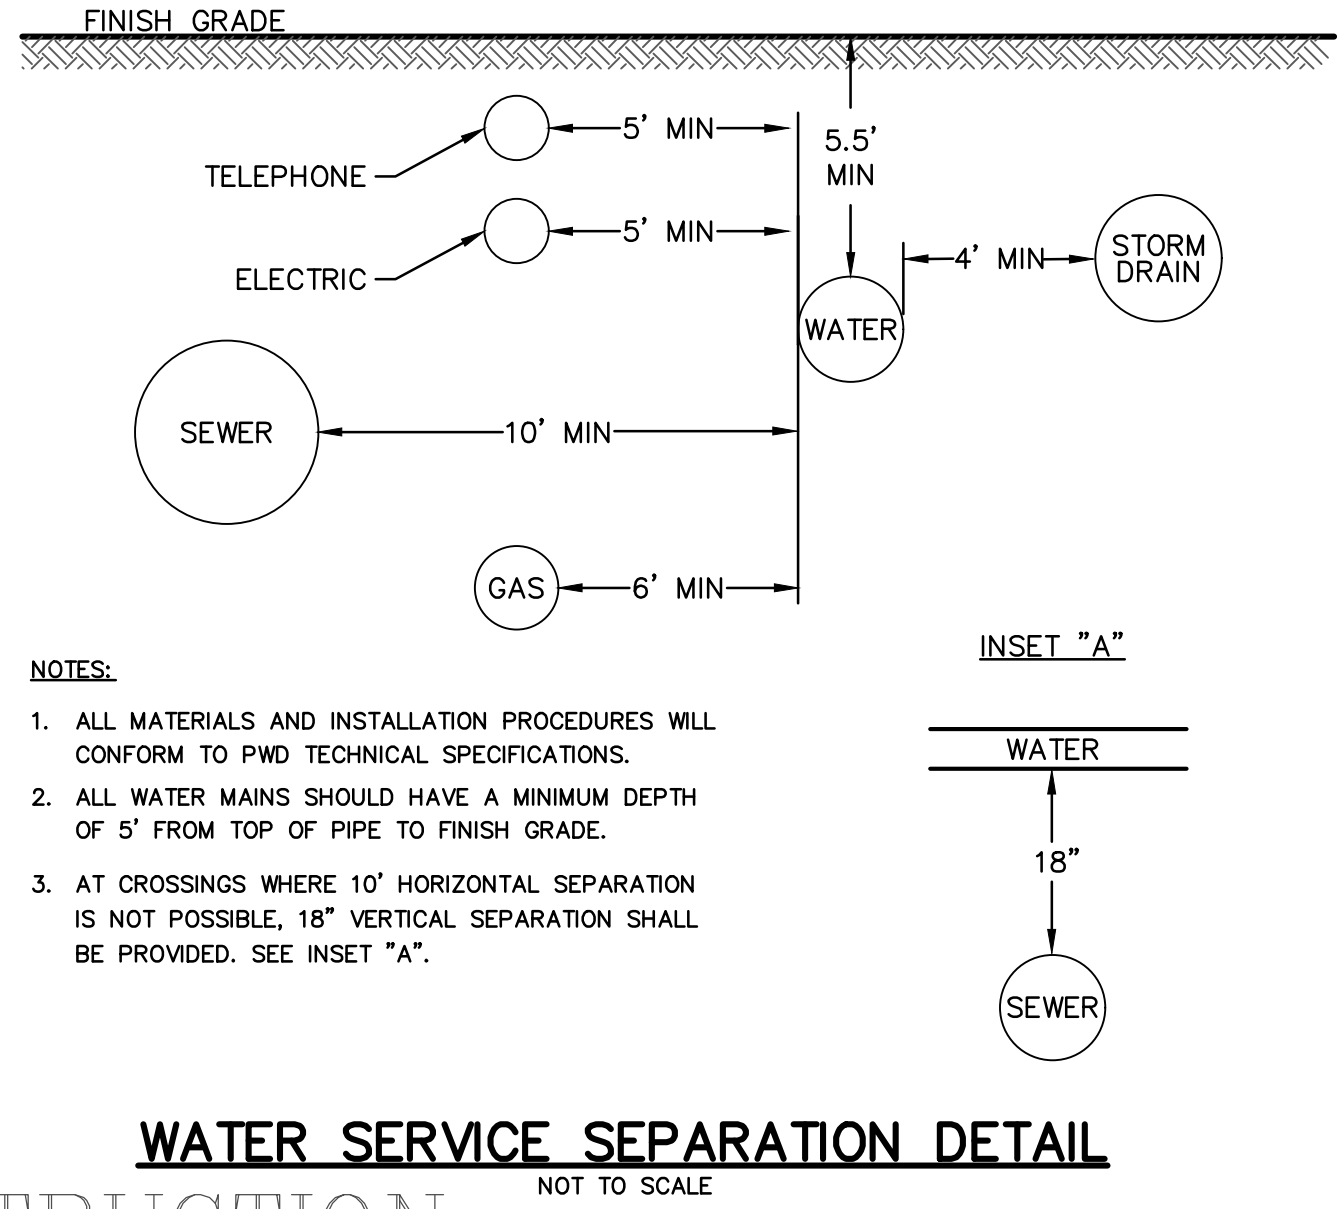 FINISH GRADE
5' MIN
5.5'
MIN
TELEPHONE
5' MIN
ELECTRIC
4' MIN
STORM
DRAIN
WATER
SEWER
10' MIN
GAS
6' MIN
NOTES:
1. ALL MATERIALS AND INSTALLATION PROCEDURES WILL
CONFORM TO PWD TECHNICAL SPECIFICATIONS.
2. ALL WATER MAINS SHOULD HAVE A MINIMUM DEPTH
OF 5' FROM TOP OF PIPE TO FINISH GRADE.
3. AT CROSSINGS WHERE 10' HORIZONTAL SEPARATION
IS NOT POSSIBLE, 18" VERTICAL SEPARATION SHALL
BE PROVIDED. SEE INSET "A".
INSET "A"
WATER
18"
SEWER
WATER SERVICE SEPARATION DETAIL
NOT TO SCALE